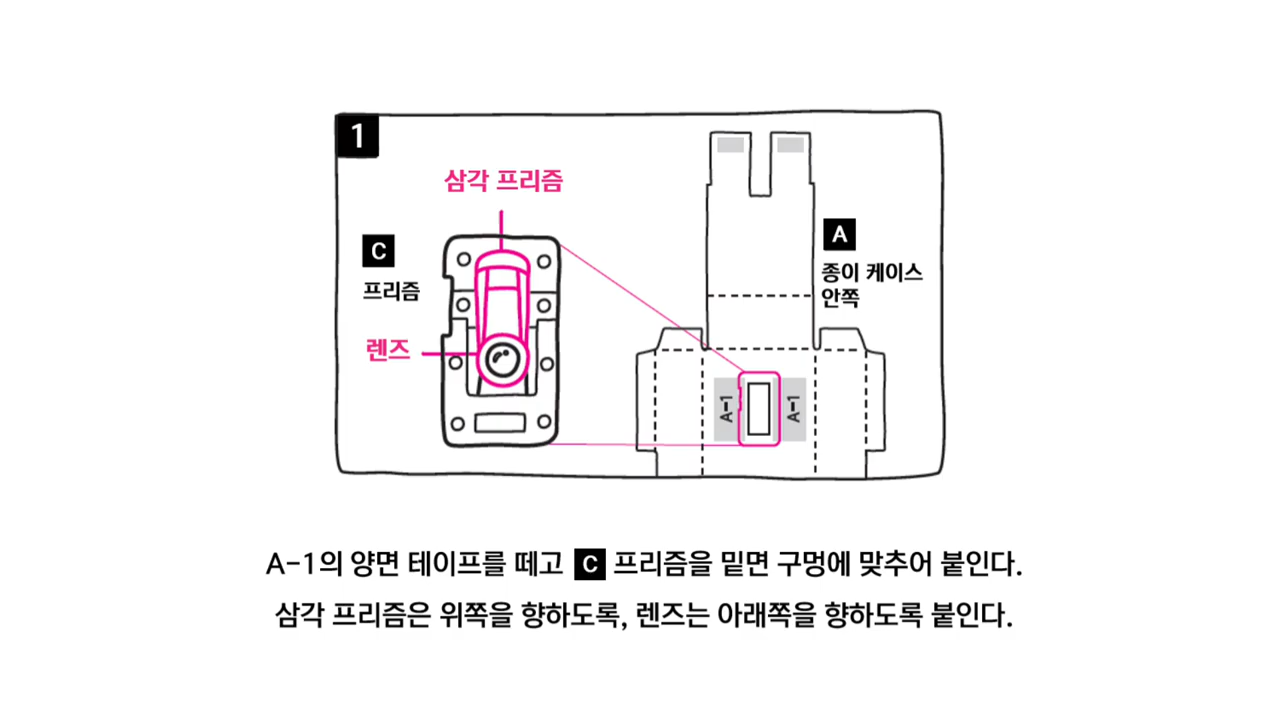 1
삼각 프리즘
C
프리즘
렌즈
A
종이 케이스
안쪽
A-1
A-1
A-1의 양면 테이프를 떼고 C 프리즘을 밑면 구멍에 맞추어 붙인다.
삼각 프리즘은 위쪽을 향하도록, 렌즈는 아래쪽을 향하도록 붙인다.